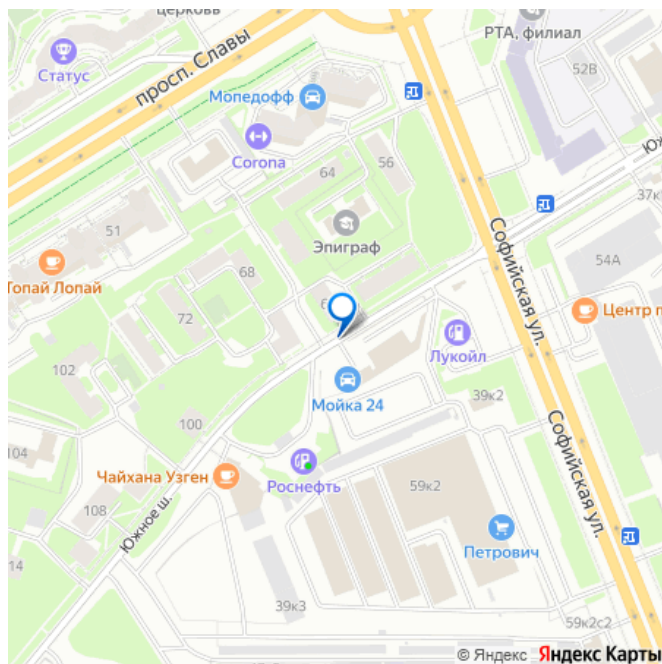 церковь
Статус
просп. Славы
РТА, филиал
52В
Мопедофф
Corona
64
56
Юж
37к
51
Эпиграф
Софийская ул.
54А
Топай Лопай
68
72
Центр п
Лукойл
102
39к2
Мойка 24
100
104
Софийская ул.
Чайхана Узген
Роснефть
59к2
108
Южное ш.
Петрович
14
39к3
59к2с2
© Яндекс Яндекс Карты